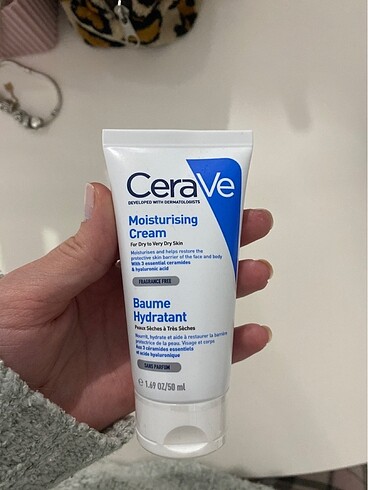 CeraVe
DEVELOPED WITH DERMATOLOGISTS
Moisturising
Cream
For Dry to Very Dry Skin
Moisturises and helps restore the
protective skin barrier of the face and body
With 3 essential ceramides
& hyaluronic acid
FRAGRANCE FREE
Baume
Hydratant
Peaux Sèches à Très Sèches
Nourrit, hydrate et aide à restaurer la barrière
protectrice de la peau. Visage et corps
Aux 3 céramides essentiels
et acide hyaluronique
SANS PARFUM
℮ 1.69 OZ/50 ml